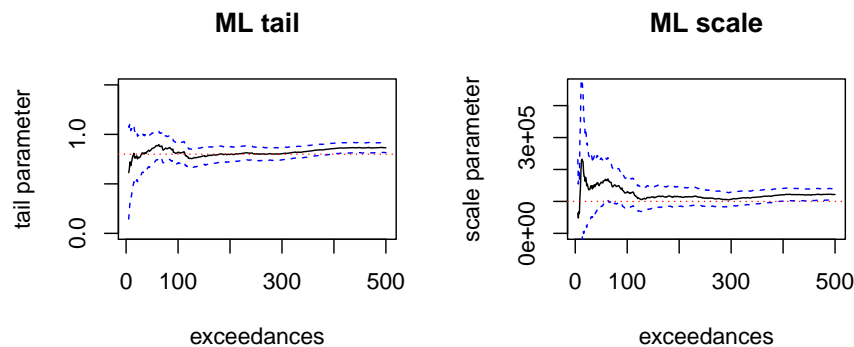 ML tail
tail parameter
1.0
0.0
0 100 300 500
exceedances
ML scale
scale parameter
3e+05
0e+00
0 100 300 500
exceedances